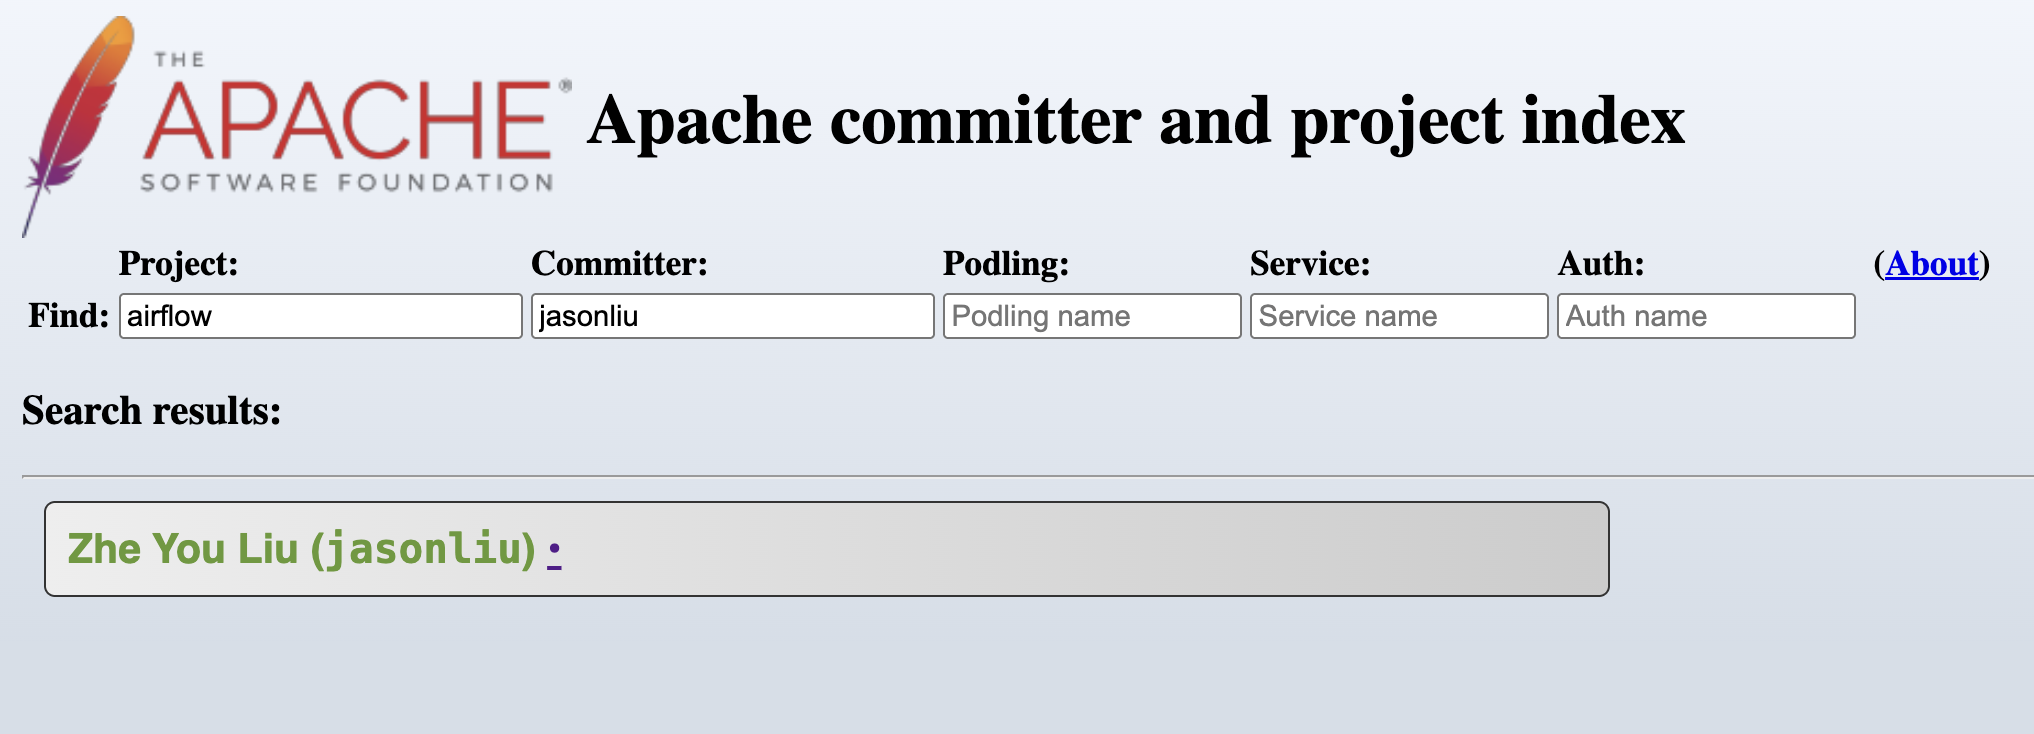 THE
APACHE®
SOFTWARE FOUNDATION
Apache committer and project index
Project: Committer: Podling: Service: Auth: (About)
Find: airflow jasonliu Podling name Service name Auth name
Search results:
Zhe You Liu (jasonliu) •